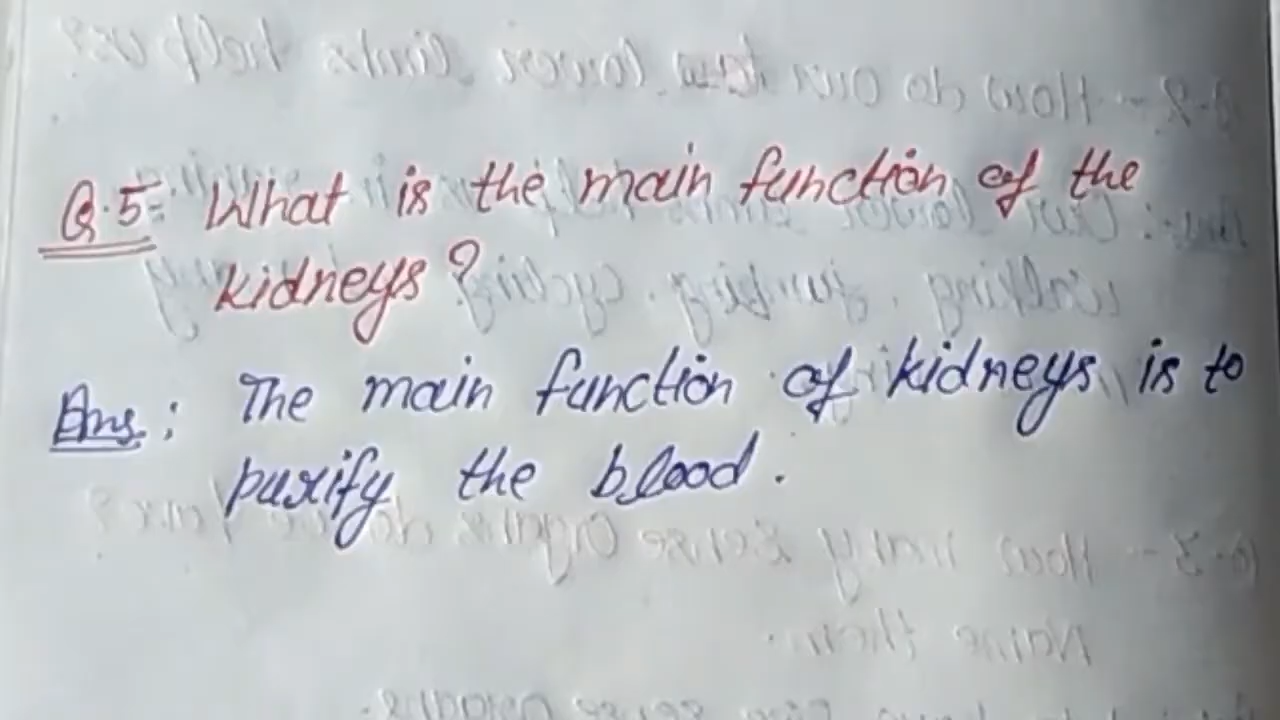 Q.5= What is the main function of the
kidneys?
Ans: The main function of kidneys is to
purify the blood.